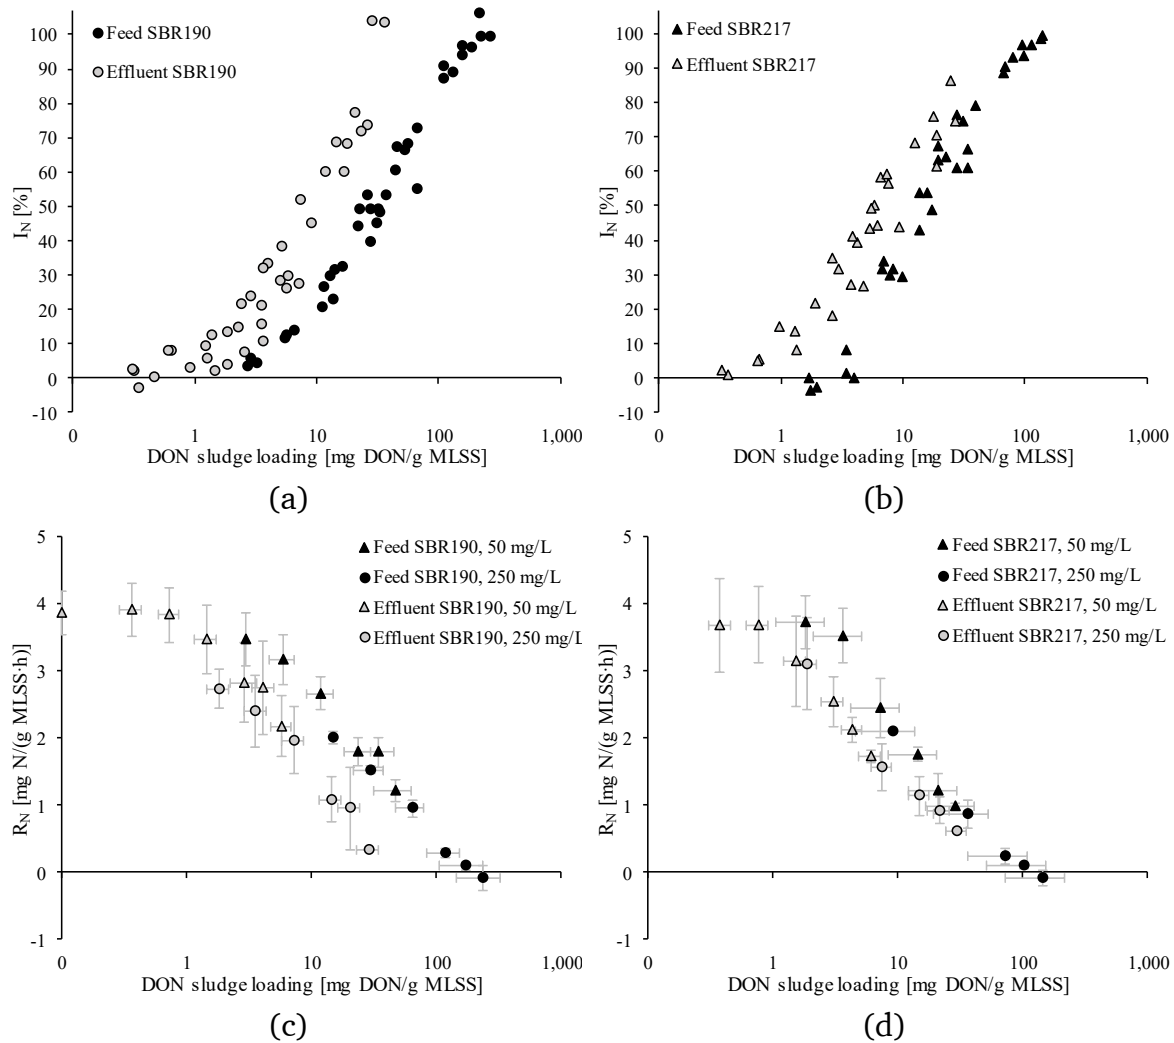 100
90
80
70
60
50
40
30
20
10
0
-10
I_N [%]
Feed SBR190
Effluent SBR190
0
1
10
100
1,000
DON sludge loading [mg DON/g MLSS]
(a)
100
90
80
70
60
50
40
30
20
10
0
-10
I_N [%]
Feed SBR217
Effluent SBR217
0
1
10
100
1,000
DON sludge loading [mg DON/g MLSS]
(b)
5
4
3
2
1
0
-1
R_N [mg N/(g MLSS·h)]
Feed SBR190, 50 mg/L
Feed SBR190, 250 mg/L
Effluent SBR190, 50 mg/L
Effluent SBR190, 250 mg/L
0
1
10
100
1,000
DON sludge loading [mg DON/g MLSS]
(c)
5
4
3
2
1
0
-1
R_N [mg N/(g MLSS·h)]
Feed SBR217, 50 mg/L
Feed SBR217, 250 mg/L
Effluent SBR217, 50 mg/L
Effluent SBR217, 250 mg/L
0
1
10
100
1,000
DON sludge loading [mg DON/g MLSS]
(d)